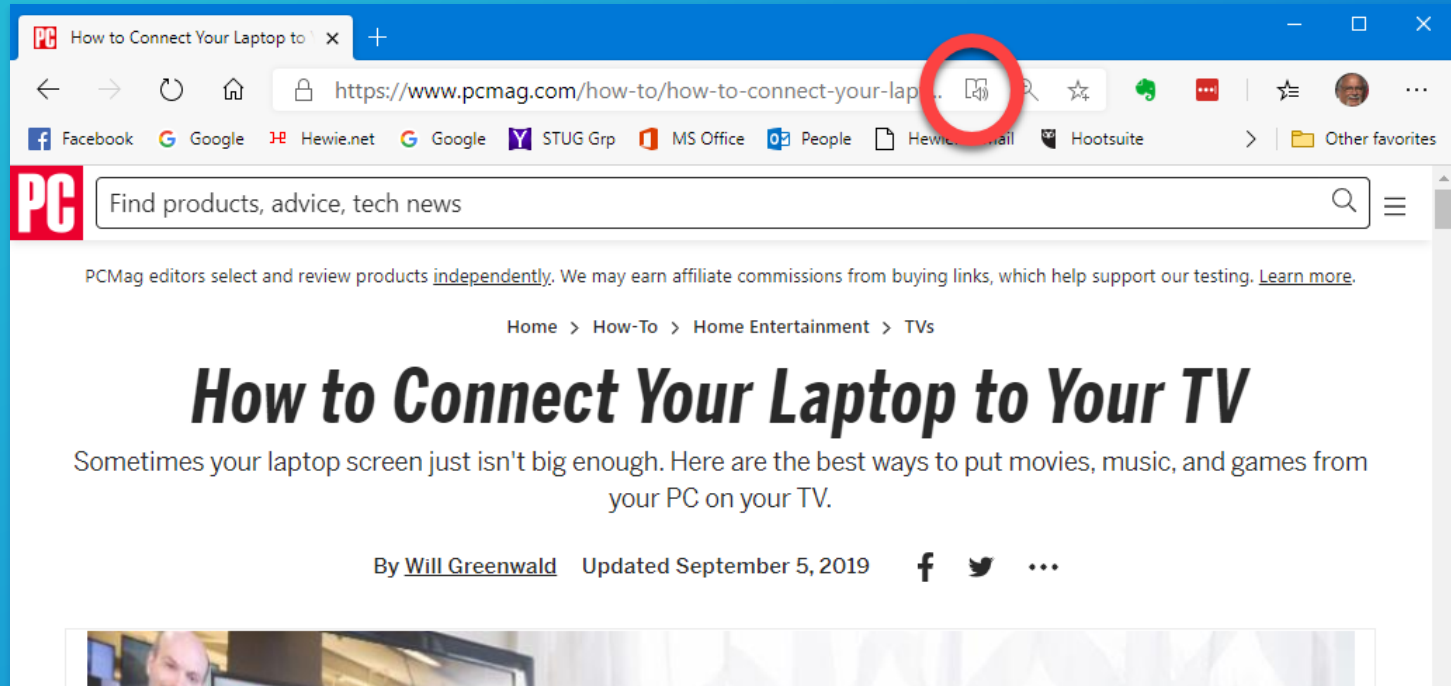 PC How to Connect Your Laptop to
https://www.pcmag.com/how-to/how-to-connect-your-lap...
Facebook Google Hewie.net Google STUG Grp MS Office People Hootsuite Other favorites
PC Find products, advice, tech news
PCMag editors select and review products independently. We may earn affiliate commissions from buying links, which help support our testing. Learn more.
Home > How-To > Home Entertainment > TVs
How to Connect Your Laptop to Your TV
Sometimes your laptop screen just isn't big enough. Here are the best ways to put movies, music, and games from
your PC on your TV.
By Will Greenwald Updated September 5, 2019